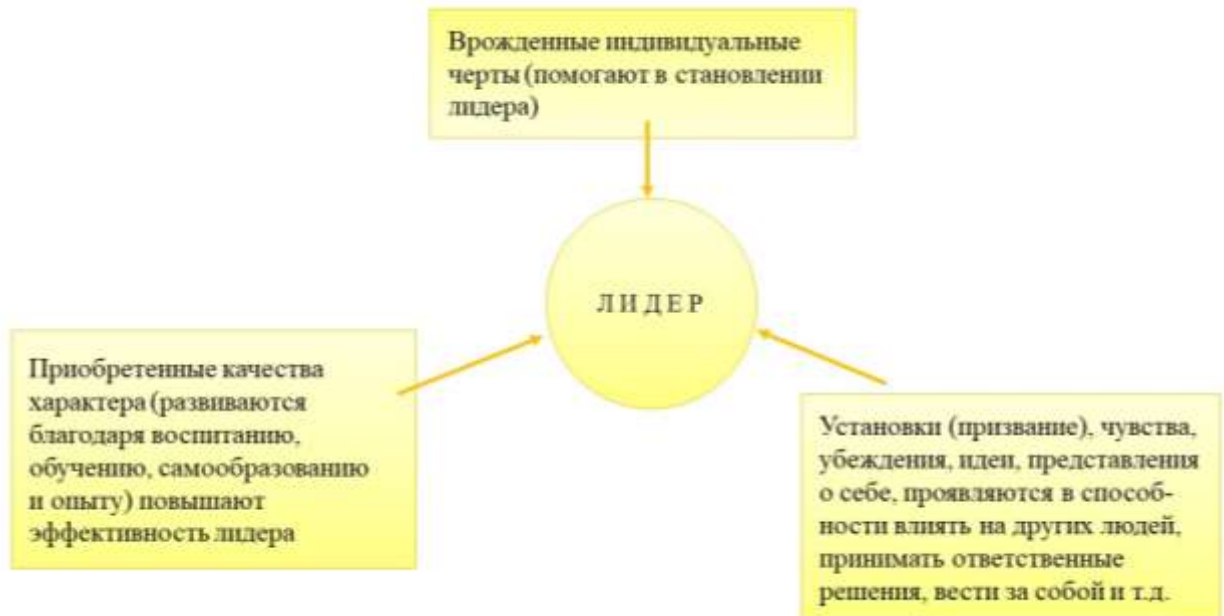 Врожденные индивидуальные
черты (помогают в становлении
лидера)
Л И Д Е Р
Приобретенные качества
характера (развиваются
благодаря воспитанию,
обучению, самообразованию
и опыту) повышают
эффективность лидера
Установки (призвание), чувства,
убеждения, идеи, представления
о себе, проявляются в способ-
ности влиять на других людей,
принимать ответственные
решения, вести за собой и т.д.